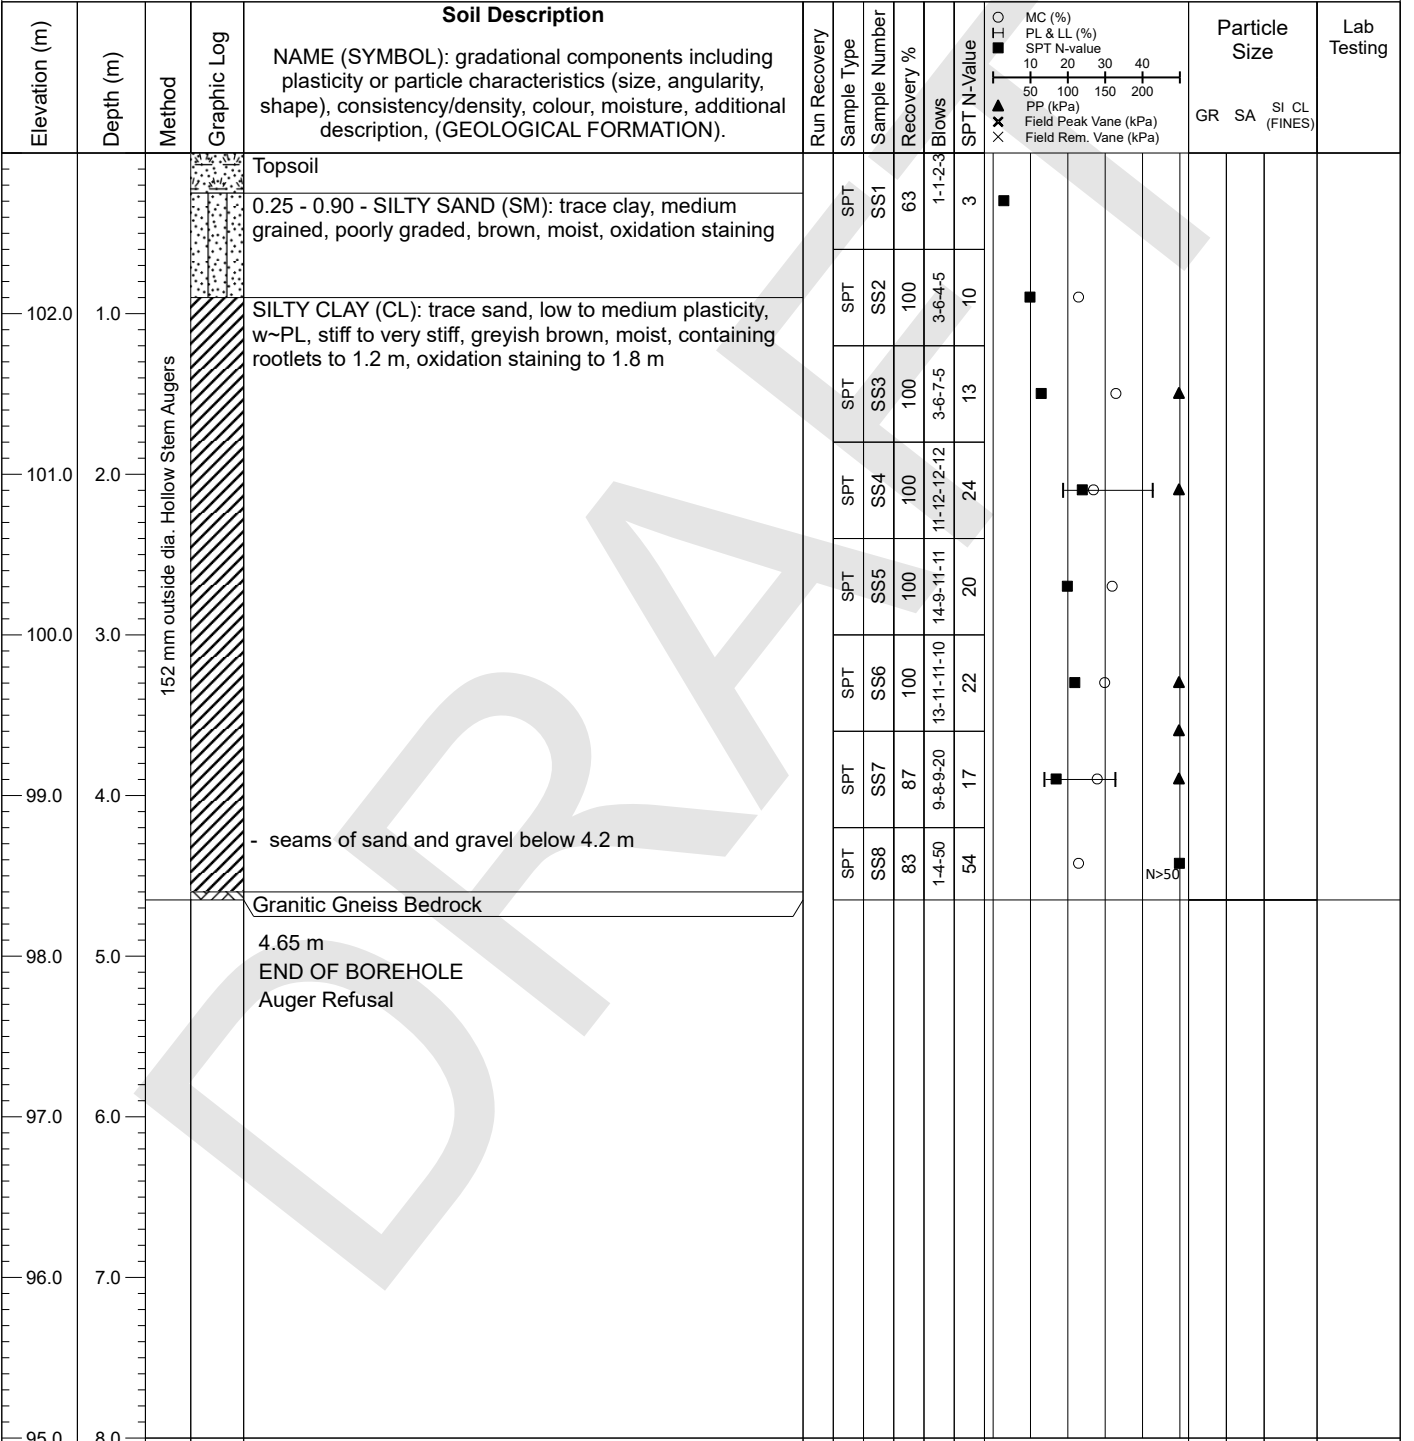 Elevation (m)
Depth (m)
Method
Graphic Log
Soil Description
NAME (SYMBOL): gradational components including
plasticity or particle characteristics (size, angularity,
shape), consistency/density, colour, moisture, additional
description, (GEOLOGICAL FORMATION).
Run Recovery
Sample Type
Sample Number
Recovery %
Blows
SPT N-Value
MC (%)
PL & LL (%)
SPT N-value
10 20 30 40
50 100 150 200
PP (kPa)
Field Peak Vane (kPa)
Field Rem. Vane (kPa)
Particle
Size
GR SA SI CL
(FINES)
Lab
Testing
DRAFT
152 mm outside dia. Hollow Stem Augers
Topsoil
SPT SS1 63 1-1-2-3 3
0.25 - 0.90 - SILTY SAND (SM): trace clay, medium
grained, poorly graded, brown, moist, oxidation staining
SPT SS2 100 3-6-4-5 10
102.0 1.0
SILTY CLAY (CL): trace sand, low to medium plasticity,
w~PL, stiff to very stiff, greyish brown, moist, containing
rootlets to 1.2 m, oxidation staining to 1.8 m
SPT SS3 100 3-6-7-5 13
101.0 2.0
SPT SS4 100 11-12-12-12 24
SPT SS5 100 14-9-11-11 20
100.0 3.0
SPT SS6 100 13-11-11-10 22
SPT SS7 87 9-8-9-20 17
99.0 4.0
- seams of sand and gravel below 4.2 m
SPT SS8 83 1-4-50 54
N>50
Granitic Gneiss Bedrock
4.65 m
98.0 5.0
END OF BOREHOLE
Auger Refusal
97.0 6.0
96.0 7.0
95.0 8.0